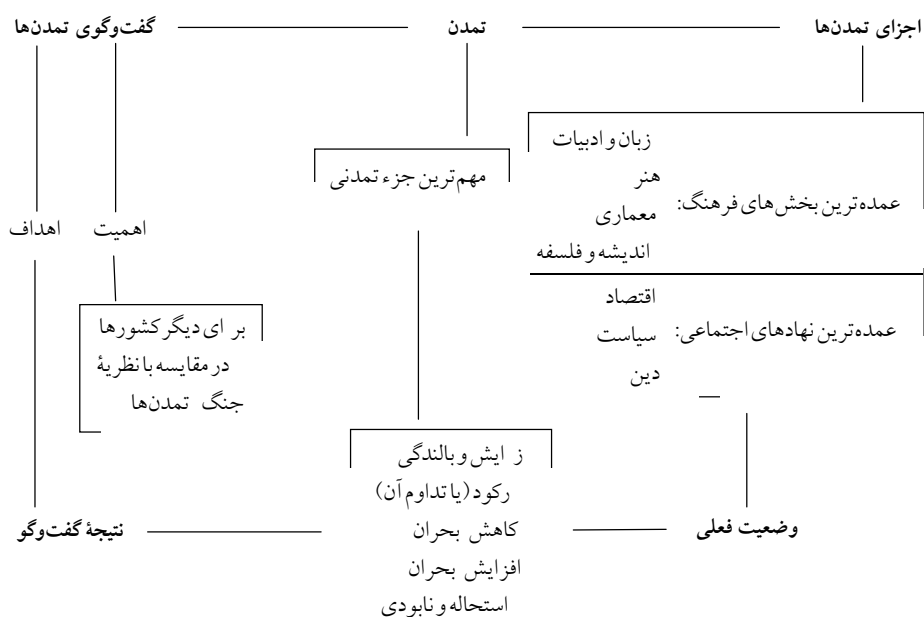 اجزای تمدن‌ها
تمدن
گفت‌وگوی تمدن‌ها
عمده‌ترین بخش‌های فرهنگ:
زبان و ادبیات
هنر
معماری
اندیشه و فلسفه
عمده‌ترین نهادهای اجتماعی:
اقتصاد
سیاست
دین
مهم‌ترین جزء تمدنی
اهمیت
اهداف
بر ای دیگر کشورها
در مقایسه با نظریهٔ
جنگ تمدن‌ها
وضعیت فعلی
ز ایش و بالندگی
رکود (یا تداوم آن)
کاهش بحران
افزایش بحران
استحاله و نابودی
نتیجهٔ گفت‌وگو